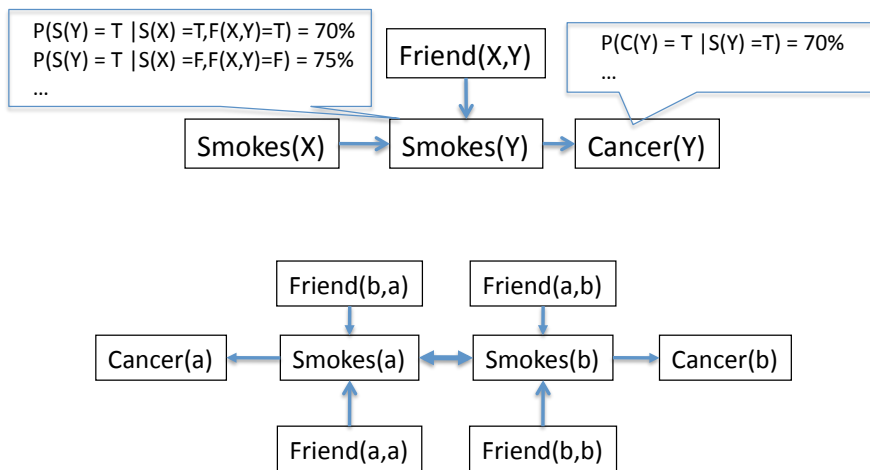 P(S(Y) = T |S(X) =T,F(X,Y)=T) = 70%
P(S(Y) = T |S(X) =F,F(X,Y)=F) = 75%
...
Friend(X,Y)
P(C(Y) = T |S(Y) =T) = 70%
...
Smokes(X)
Smokes(Y)
Cancer(Y)
Friend(b,a)
Friend(a,b)
Cancer(a)
Smokes(a)
Smokes(b)
Cancer(b)
Friend(a,a)
Friend(b,b)